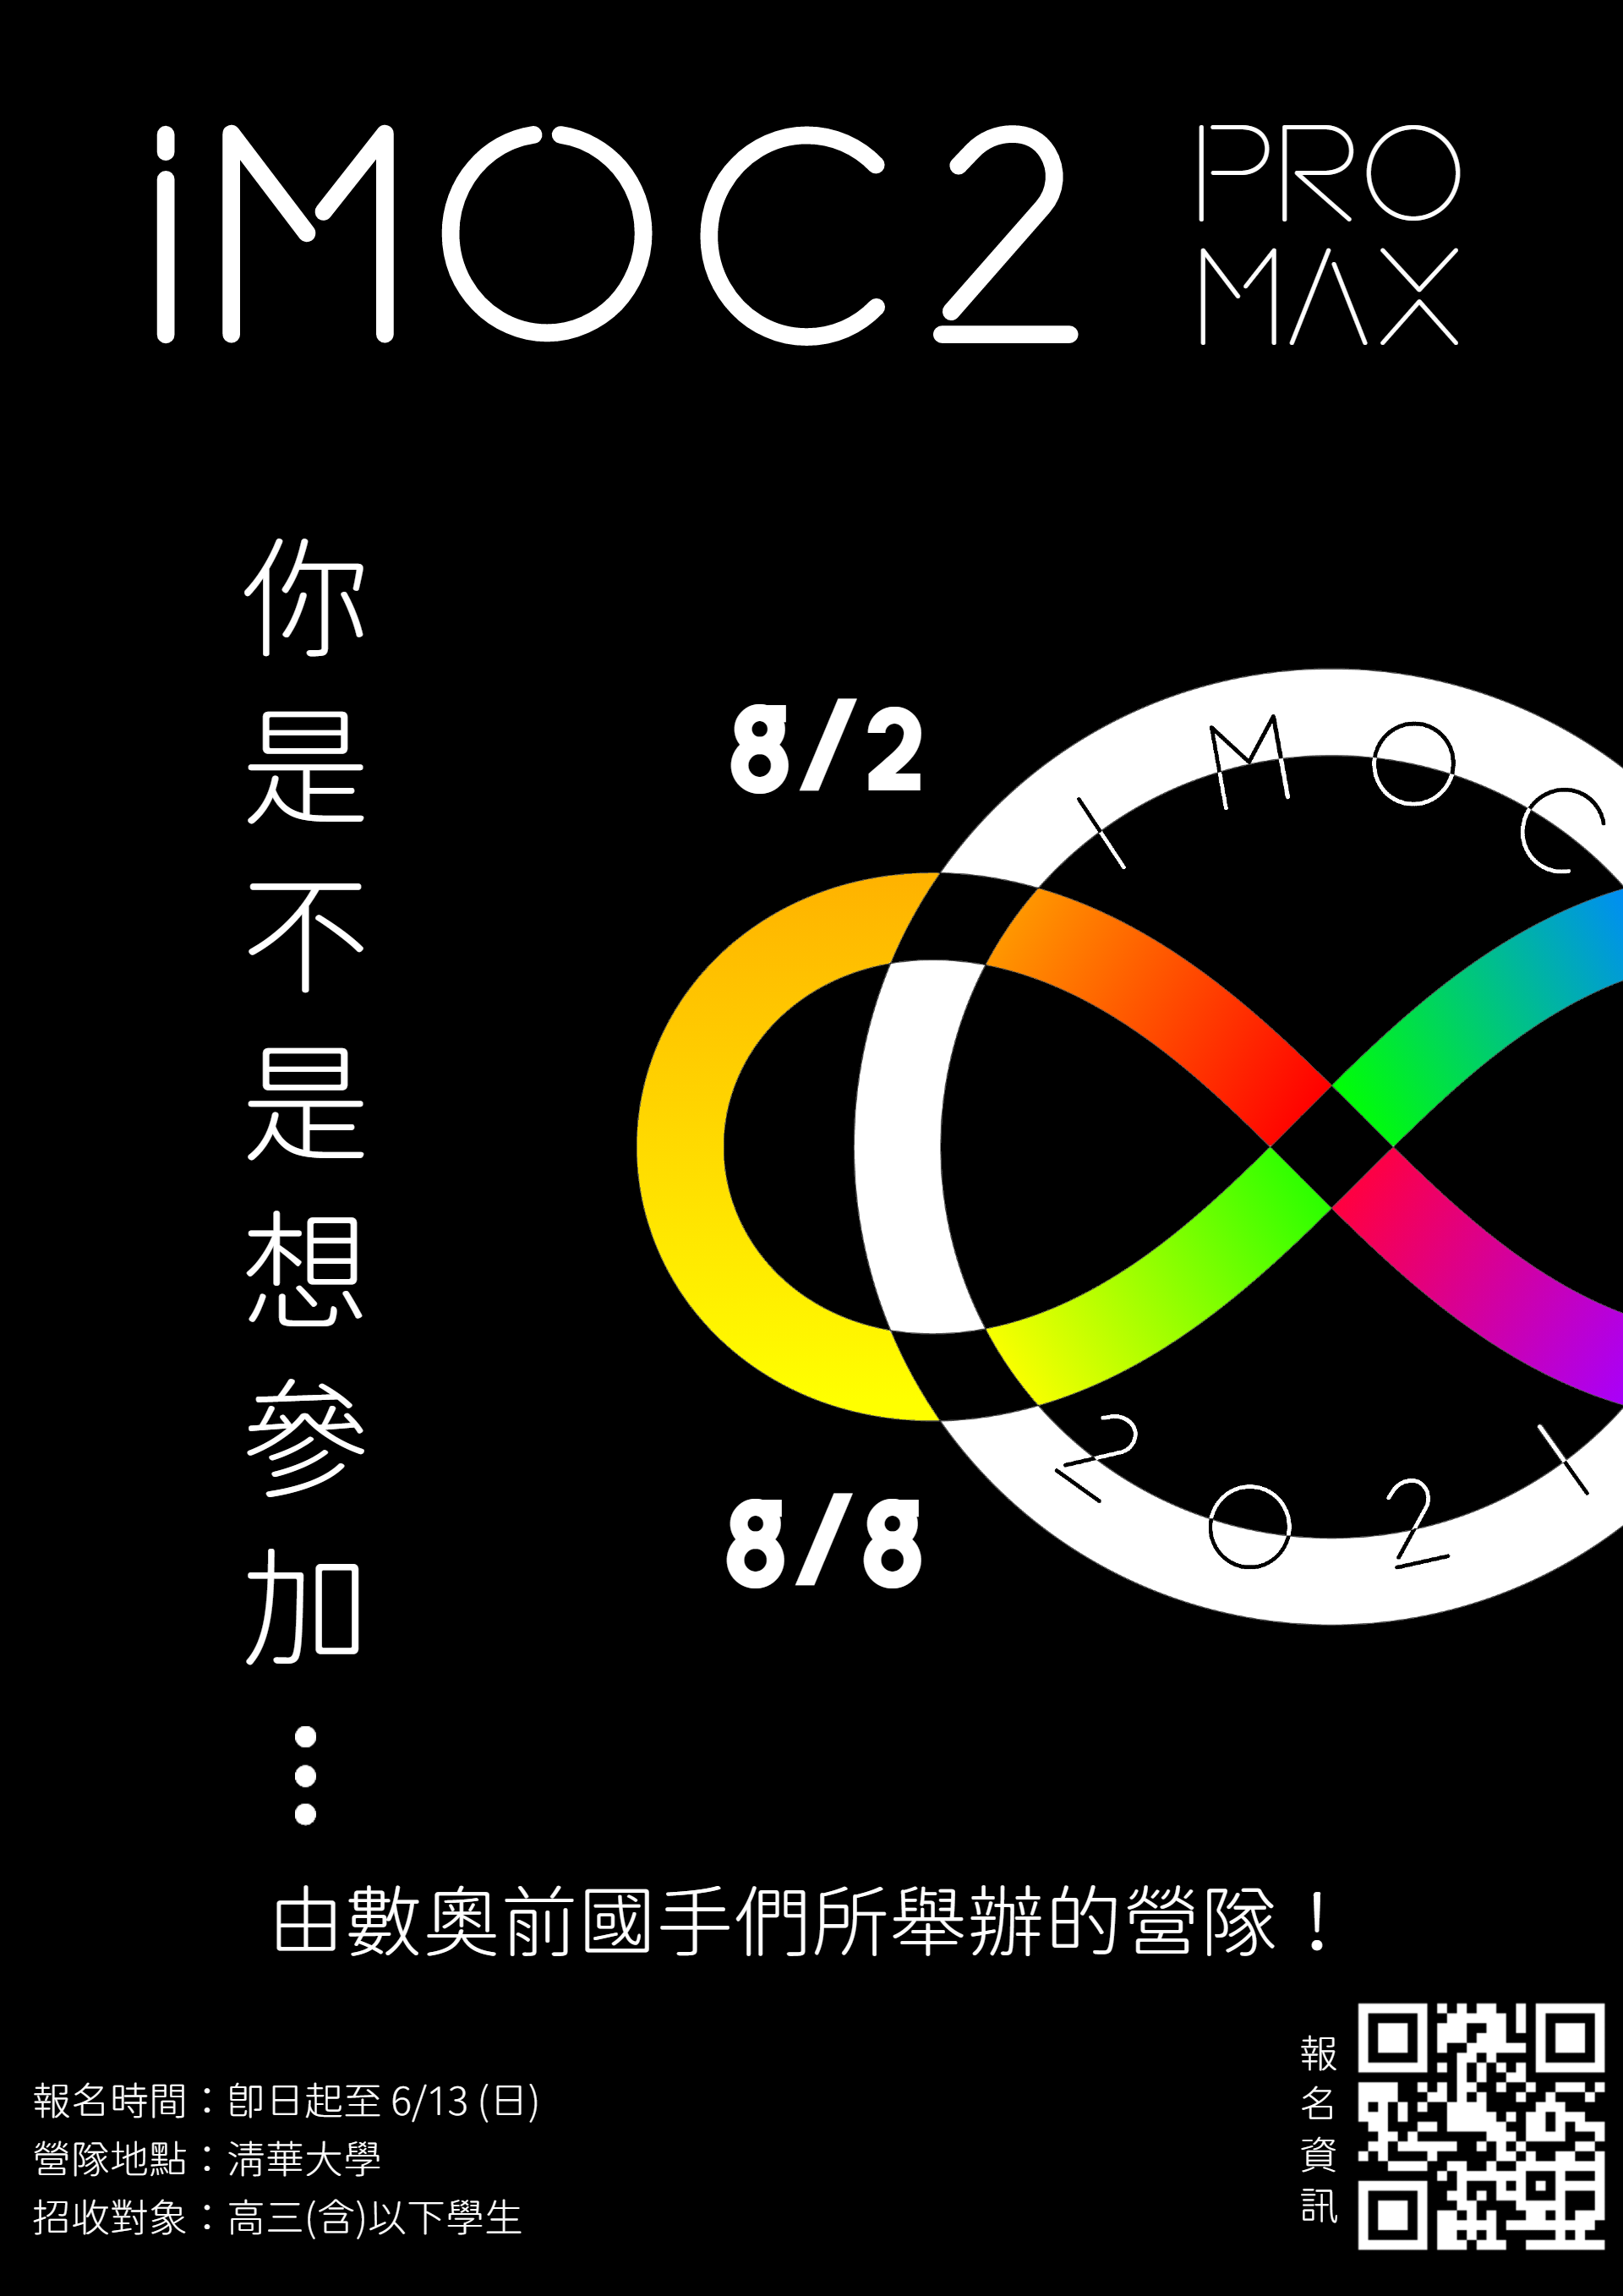 iMOC2
PRO
MAX
你是不是想參加⋮
8/2
IMOC
8/8
2021
由數奧前國手們所舉辦的營隊！
報名時間：即日起至 6/13 (日)
營隊地點：清華大學
招收對象：高三(含)以下學生
報名資訊